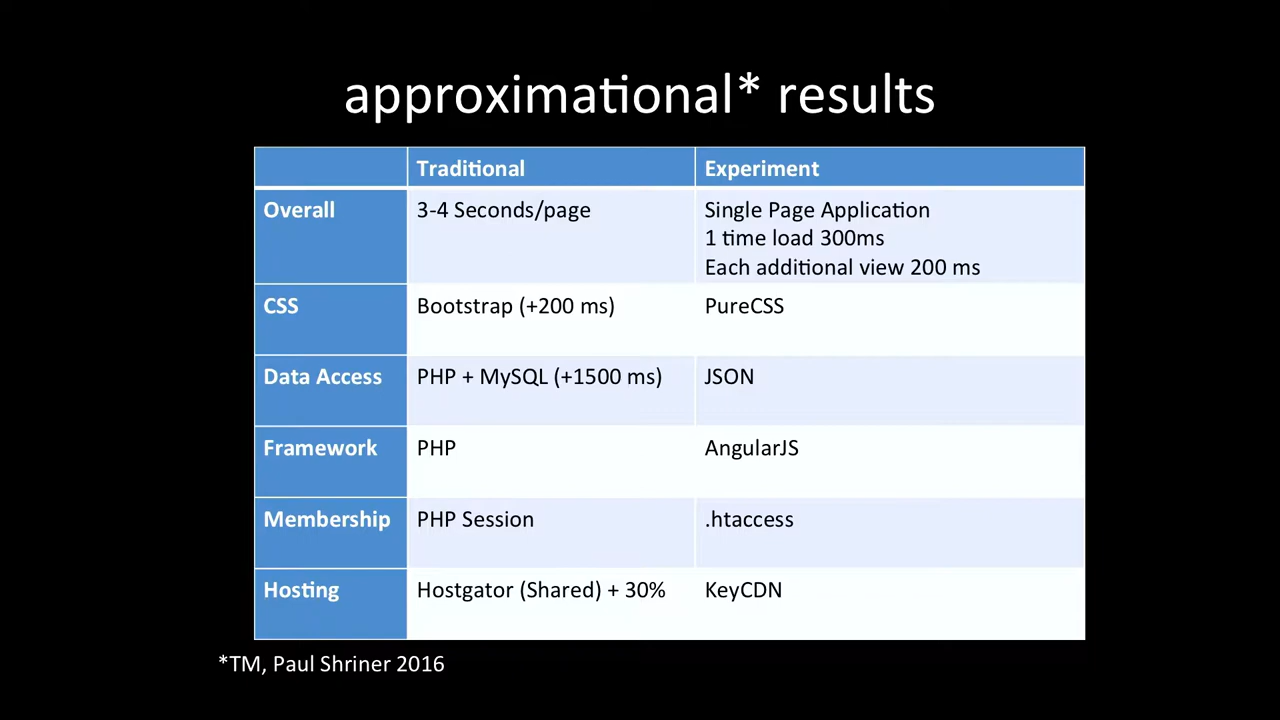 approximational* results
Traditional Experiment
Overall 3-4 Seconds/page Single Page Application
1 time load 300ms
Each additional view 200 ms
CSS Bootstrap (+200 ms) PureCSS
Data Access PHP + MySQL (+1500 ms) JSON
Framework PHP AngularJS
Membership PHP Session .htaccess
Hosting Hostgator (Shared) + 30% KeyCDN
*TM, Paul Shriner 2016